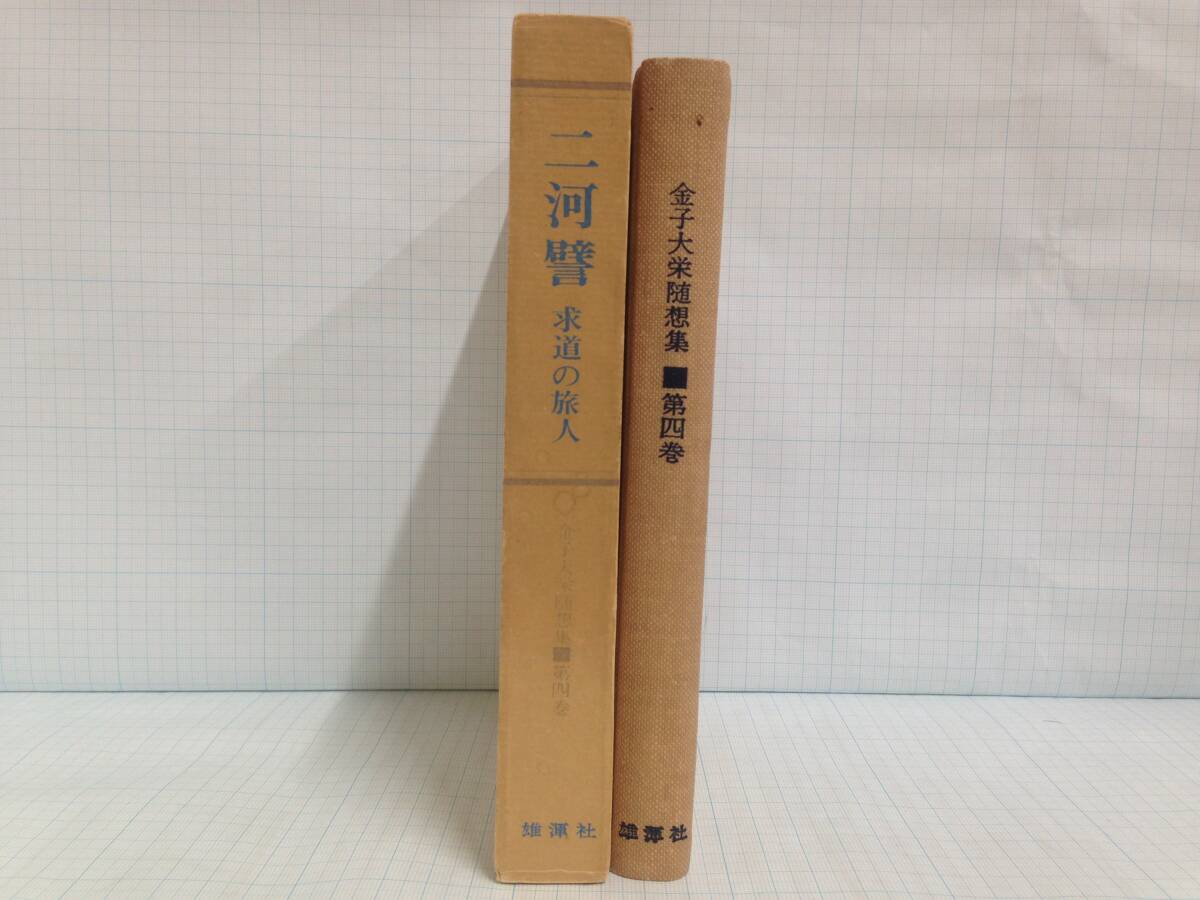 二河譬
求道の旅人
金子大栄随想集■第四巻
雄渾社
金子大栄随想集■第四巻
雄渾社